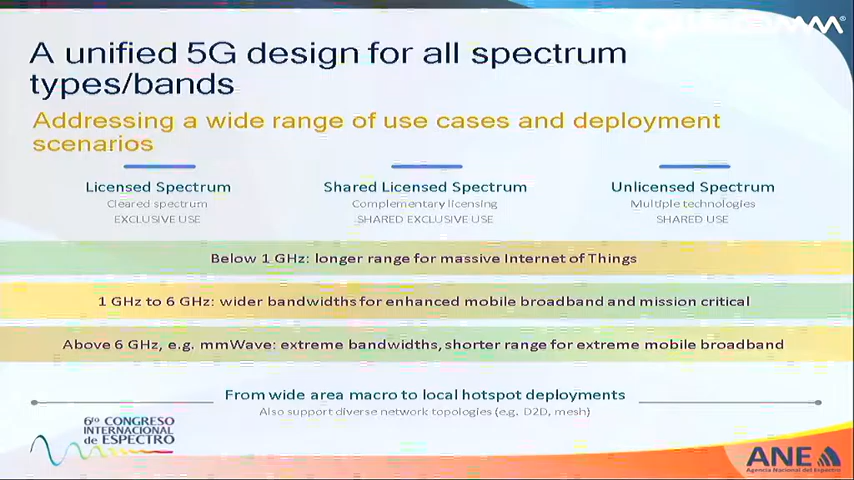 A unified 5G design for all spectrum
types/bands
Addressing a wide range of use cases and deployment
scenarios
Licensed Spectrum
Cleared spectrum
EXCLUSIVE USE
Shared Licensed Spectrum
Complementary licensing
SHARED EXCLUSIVE USE
Unlicensed Spectrum
Multiple technologies
SHARED USE
Below 1 GHz: longer range for massive Internet of Things
1 GHz to 6 GHz: wider bandwidths for enhanced mobile broadband and mission critical
Above 6 GHz, e.g. mmWave: extreme bandwidths, shorter range for extreme mobile broadband
From wide area macro to local hotspot deployments
Also support diverse network topologies (e.g. D2D, mesh)
6to CONGRESO
INTERNACIONAL
de ESPECTRO
ANE
Agencia Nacional del Espectro